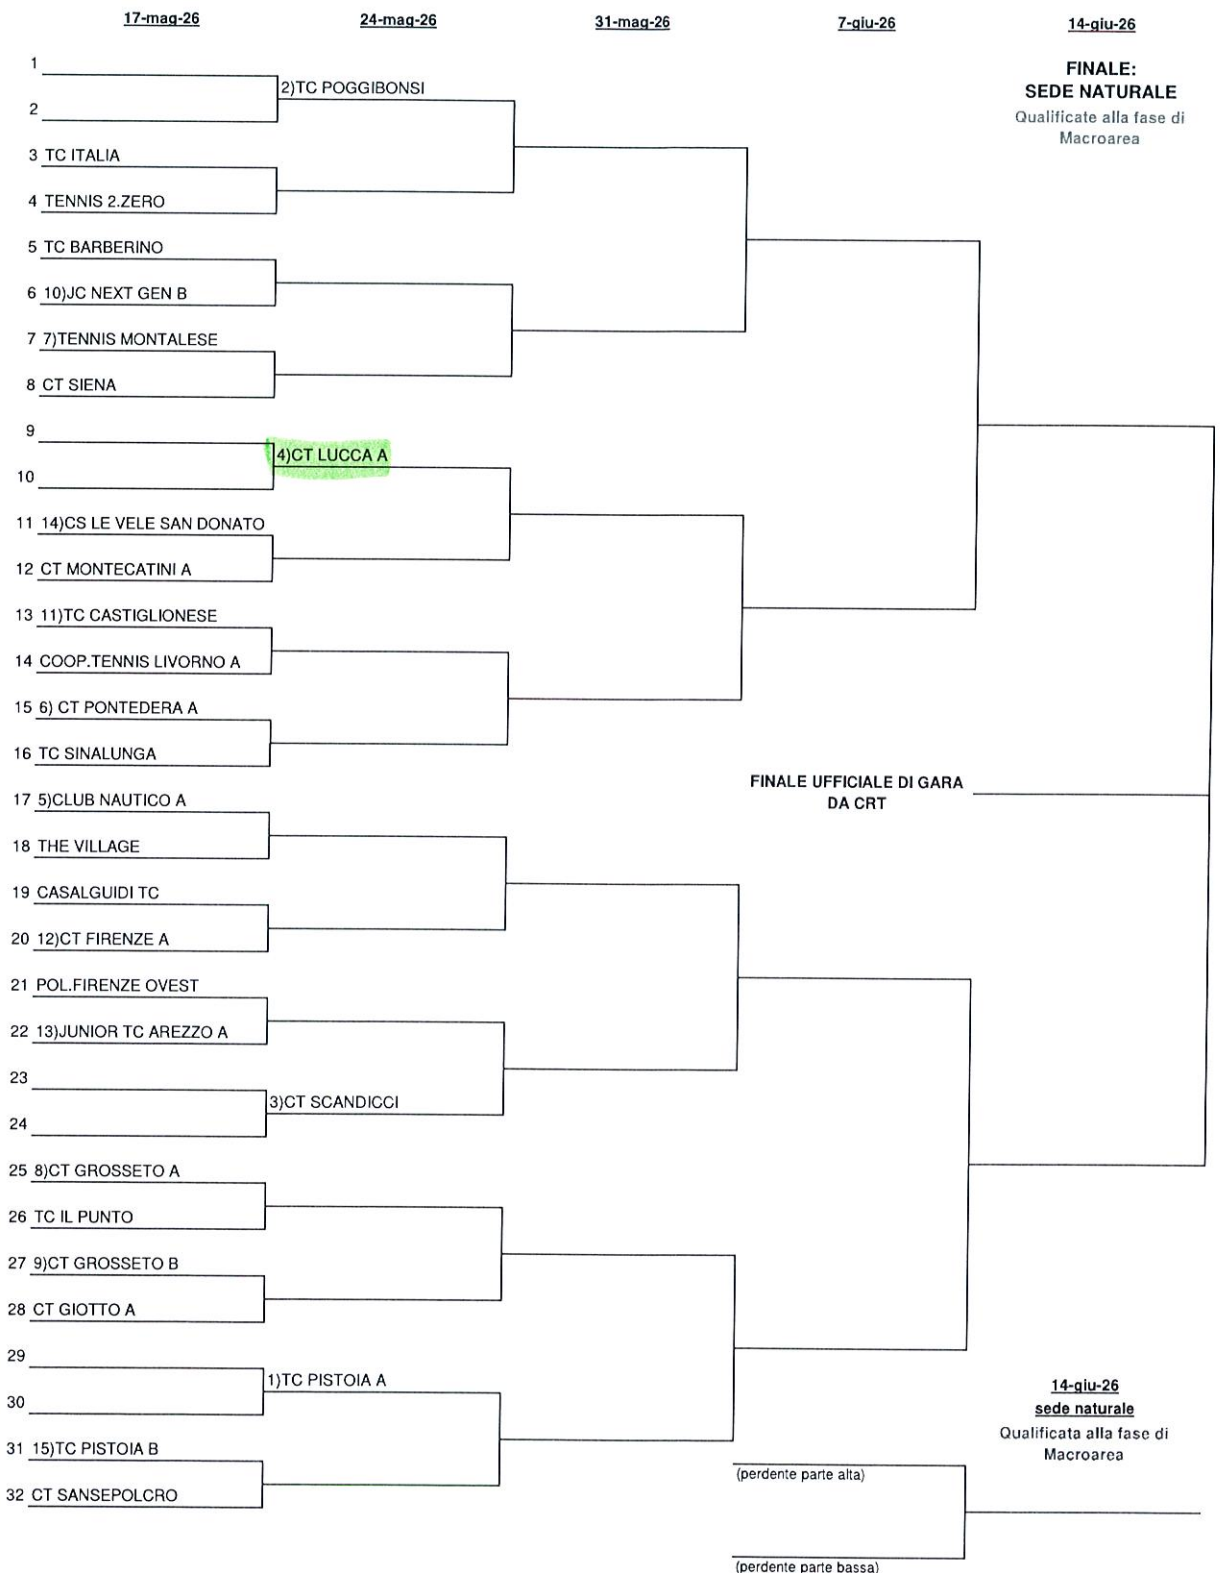 17-mag-26 24-mag-26 31-mag-26 7-giu-26 14-giu-26
FINALE:
SEDE NATURALE
Qualificate alla fase di
Macroarea
1
2)TC POGGIBONSI
2
3 TC ITALIA
4 TENNIS 2.ZERO
5 TC BARBERINO
6 10)JC NEXT GEN B
7 7)TENNIS MONTALESE
8 CT SIENA
9
4)CT LUCCA A
10
11 14)CS LE VELE SAN DONATO
12 CT MONTECATINI A
13 11)TC CASTIGLIONESE
14 COOP.TENNIS LIVORNO A
15 6) CT PONTEDERA A
16 TC SINALUNGA
FINALE UFFICIALE DI GARA
DA CRT
17 5)CLUB NAUTICO A
18 THE VILLAGE
19 CASALGUIDI TC
20 12)CT FIRENZE A
21 POL.FIRENZE OVEST
22 13)JUNIOR TC AREZZO A
23
3)CT SCANDICCI
24
25 8)CT GROSSETO A
26 TC IL PUNTO
27 9)CT GROSSETO B
28 CT GIOTTO A
29
1)TC PISTOIA A
30
31 15)TC PISTOIA B
32 CT SANSEPOLCRO
14-giu-26
sede naturale
Qualificata alla fase di
Macroarea
(perdente parte alta)
(perdente parte bassa)